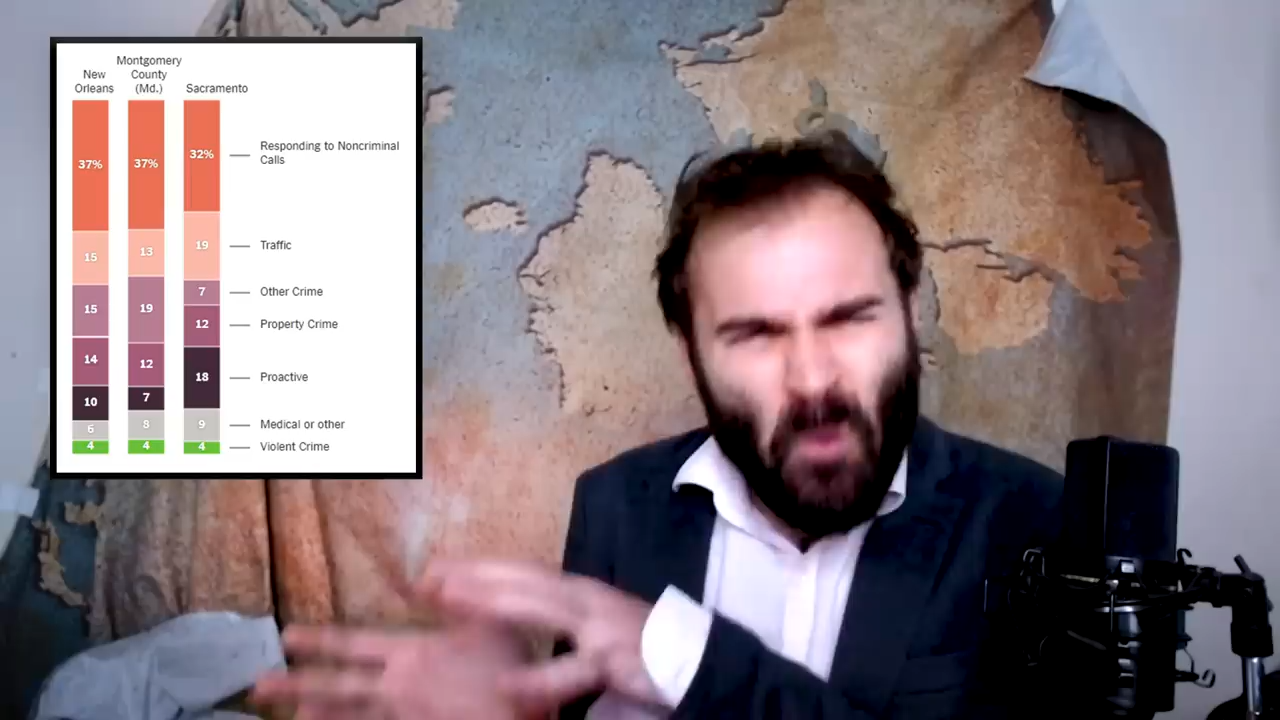 New Orleans
Montgomery County (Md.)
Sacramento
37%
37%
32%
Responding to Noncriminal
Calls
15
13
19
Traffic
15
19
7
Other Crime
14
12
12
Property Crime
10
7
18
Proactive
6
8
9
Medical or other
4
4
4
Violent Crime